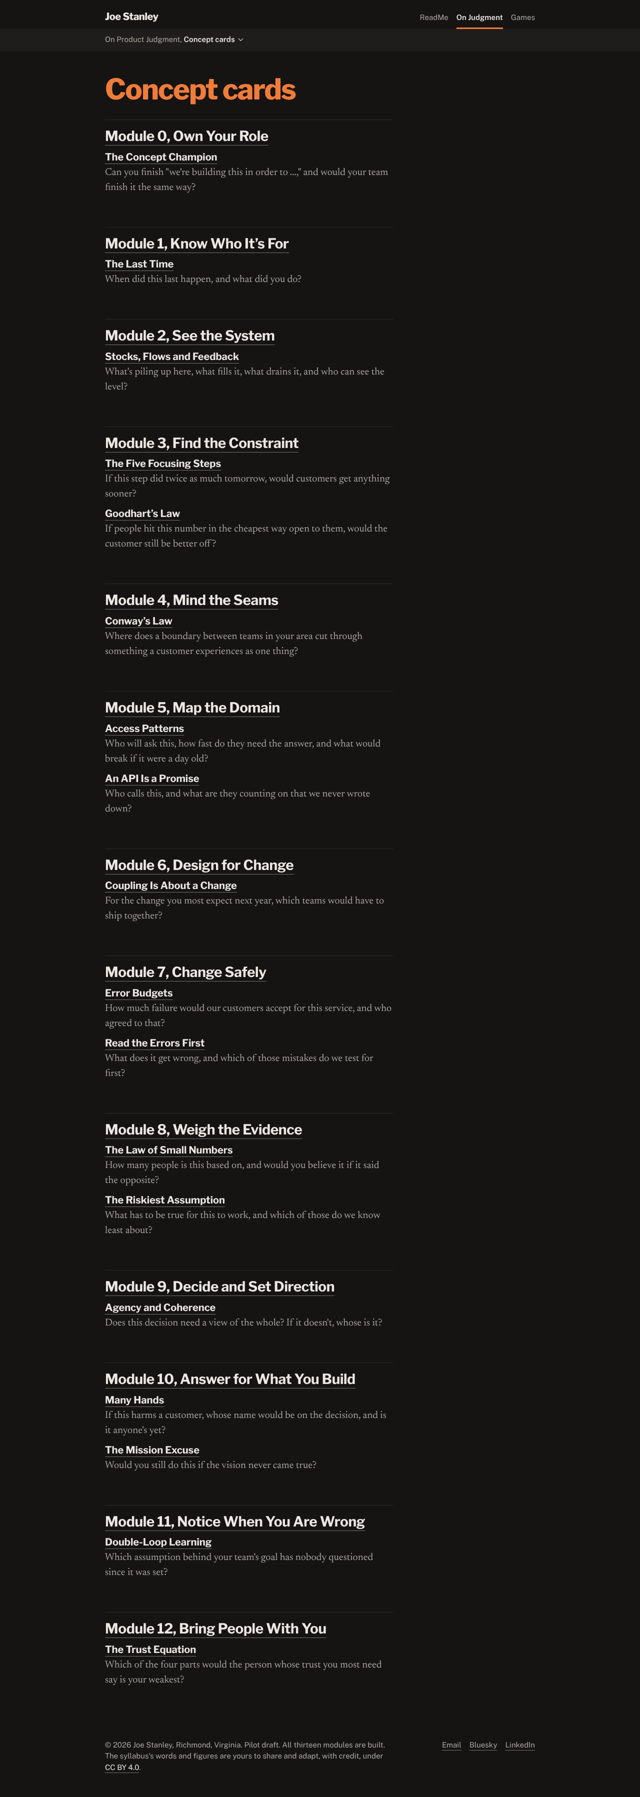 Joe Stanley
ReadMe On Judgment Games
On Product Judgment, Concept cards
Concept cards
Module 0, Own Your Role
The Concept Champion
Can you finish "we're building this in order to …," and would your team
finish it the same way?
Module 1, Know Who It’s For
The Last Time
When did this last happen, and what did you do?
Module 2, See the System
Stocks, Flows and Feedback
What's piling up here, what fills it, what drains it, and who can see the
level?
Module 3, Find the Constraint
The Five Focusing Steps
If this step did twice as much tomorrow, would customers get anything
sooner?
Goodhart’s Law
If people hit this number in the cheapest way open to them, would the
customer still be better off?
Module 4, Mind the Seams
Conway’s Law
Where does a boundary between teams in your area cut through
something a customer experiences as one thing?
Module 5, Map the Domain
Access Patterns
Who will ask this, how fast do they need the answer, and what would
break if it were a day old?
An API Is a Promise
Who calls this, and what are they counting on that we never wrote
down?
Module 6, Design for Change
Coupling Is About a Change
For the change you most expect next year, which teams would have to
ship together?
Module 7, Change Safely
Error Budgets
How much failure would our customers accept for this service, and who
agreed to that?
Read the Errors First
What does it get wrong, and which of those mistakes do we test for
first?
Module 8, Weigh the Evidence
The Law of Small Numbers
How many people is this based on, and would you believe it if it said
the opposite?
The Riskiest Assumption
What has to be true for this to work, and which of those do we know
least about?
Module 9, Decide and Set Direction
Agency and Coherence
Does this decision need a view of the whole? If it doesn't, whose is it?
Module 10, Answer for What You Build
Many Hands
If this harms a customer, whose name would be on the decision, and is
it anyone's yet?
The Mission Excuse
Would you still do this if the vision never came true?
Module 11, Notice When You Are Wrong
Double-Loop Learning
Which assumption behind your team's goal has nobody questioned
since it was set?
Module 12, Bring People With You
The Trust Equation
Which of the four parts would the person whose trust you most need
say is your weakest?
© 2026 Joe Stanley, Richmond, Virginia. Pilot draft. All thirteen modules are built.
The syllabus's words and figures are yours to share and adapt, with credit, under
CC BY 4.0.
Email Bluesky LinkedIn